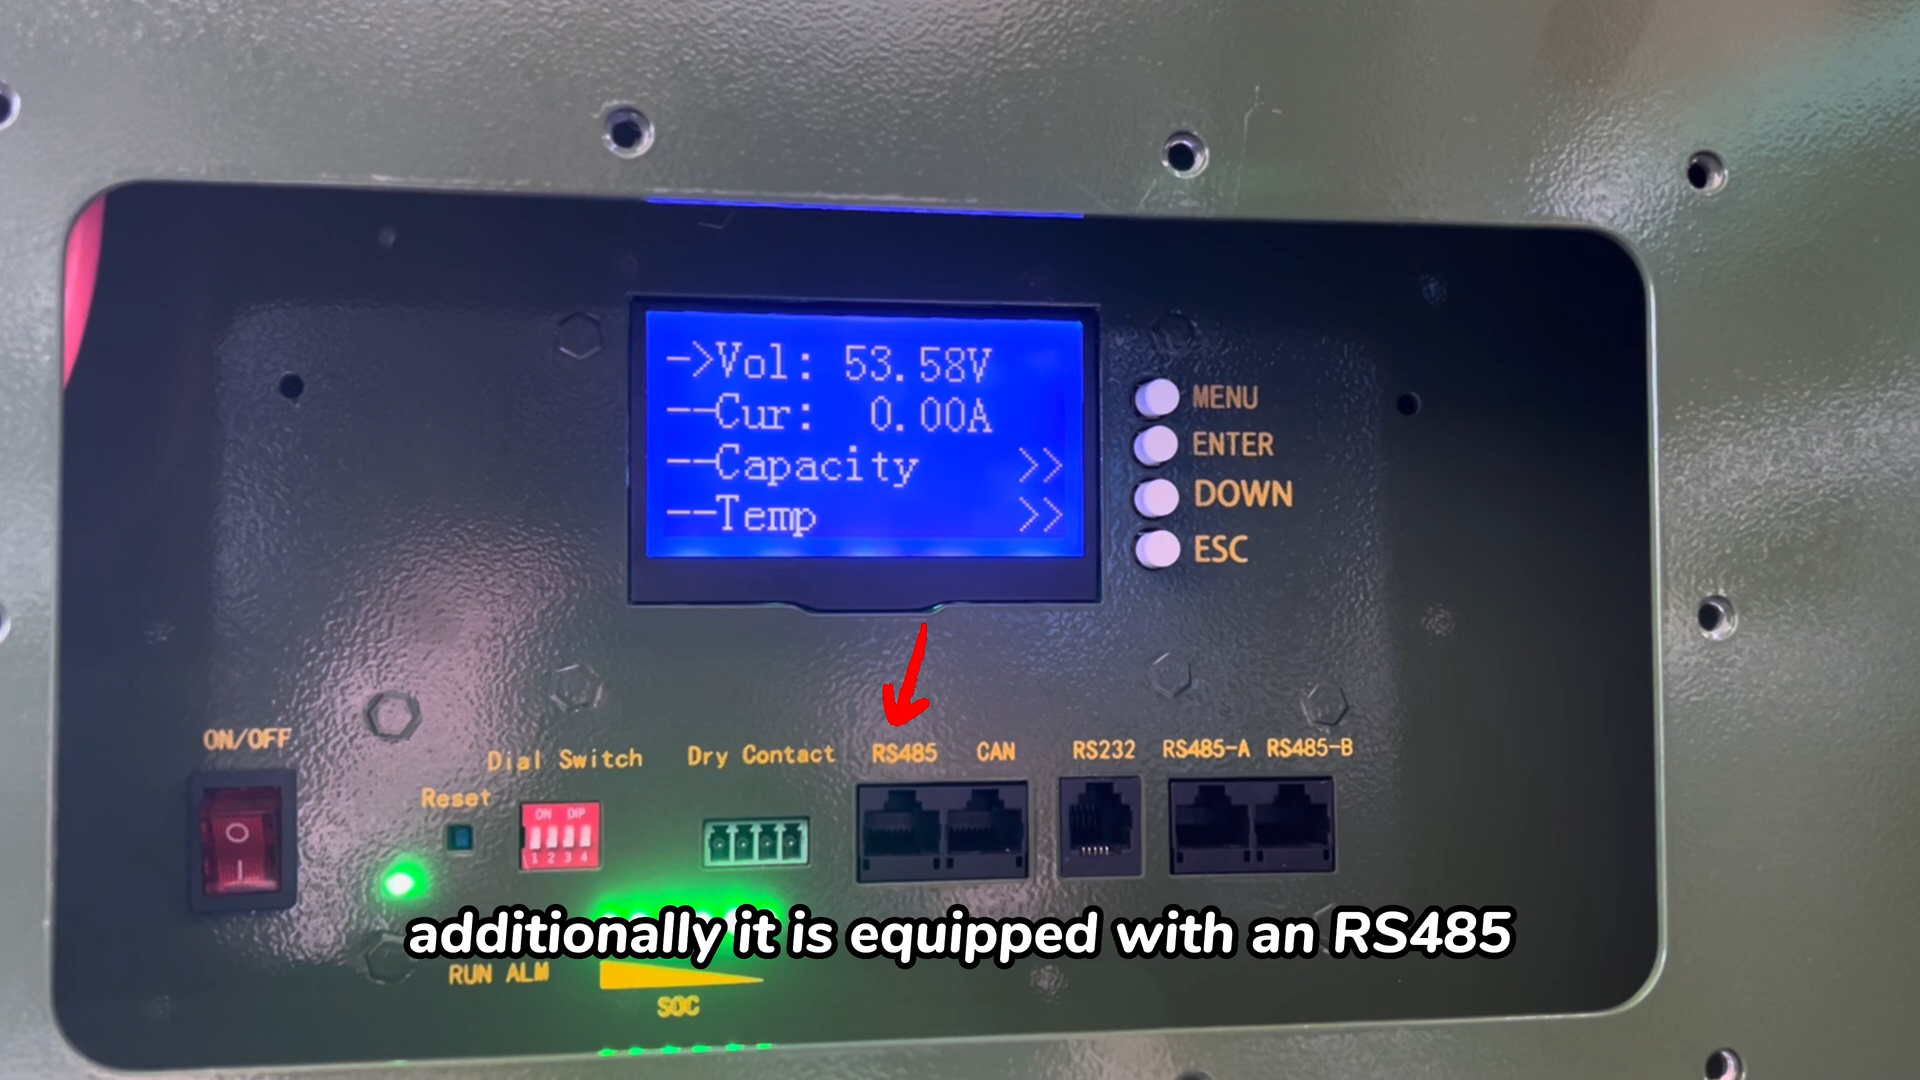 ->Vol: 53.58V
--Cur: 0.00A
--Capacity >>
--Temp >>
MENU
ENTER
DOWN
ESC
ON/OFF
Reset
Dial Switch
Dry Contact
RS485
CAN
RS232
RS485-A
RS485-B
ON DIP
1 2 3 4
additionally it is equipped with an RS485
RUN ALM
SOC